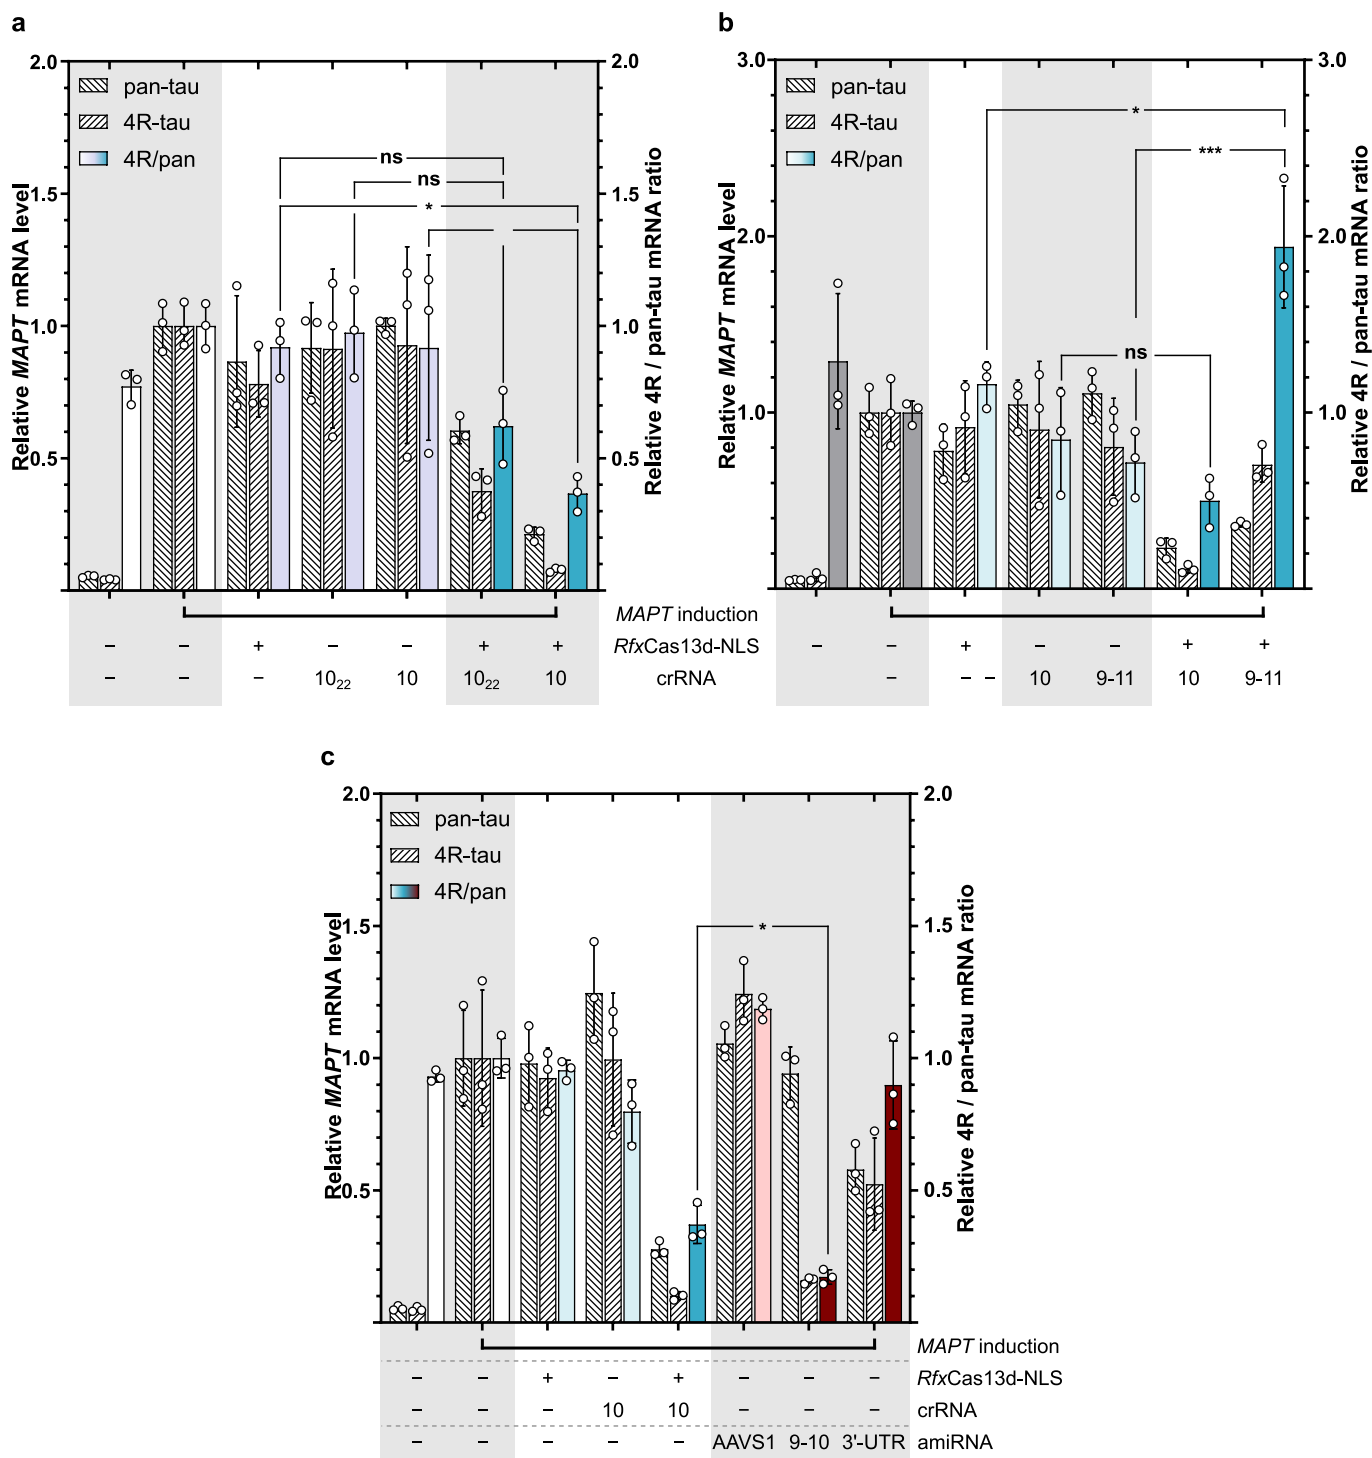 a
2.0
1.5
1.0
0.5
Relative MAPT mRNA level
pan-tau
4R-tau
4R/pan
ns
ns
*
2.0
1.5
1.0
0.5
Relative 4R / pan-tau mRNA ratio
MAPT induction
– – + – – + + RfxCas13d-NLS
– – – 10₂₂ 10 10₂₂ 10 crRNA
b
3.0
2.0
1.0
Relative MAPT mRNA level
pan-tau
4R-tau
4R/pan
*
***
ns
3.0
2.0
1.0
Relative 4R / pan-tau mRNA ratio
– – + – – + +
– – – – 10 9-11 10 9-11
c
2.0
1.5
1.0
0.5
Relative MAPT mRNA level
pan-tau
4R-tau
4R/pan
*
2.0
1.5
1.0
0.5
Relative 4R / pan-tau mRNA ratio
MAPT induction
– – + – + – – – RfxCas13d-NLS
– – – 10 10 – – – crRNA
– – – – – AAVS1 9-10 3'-UTR amiRNA